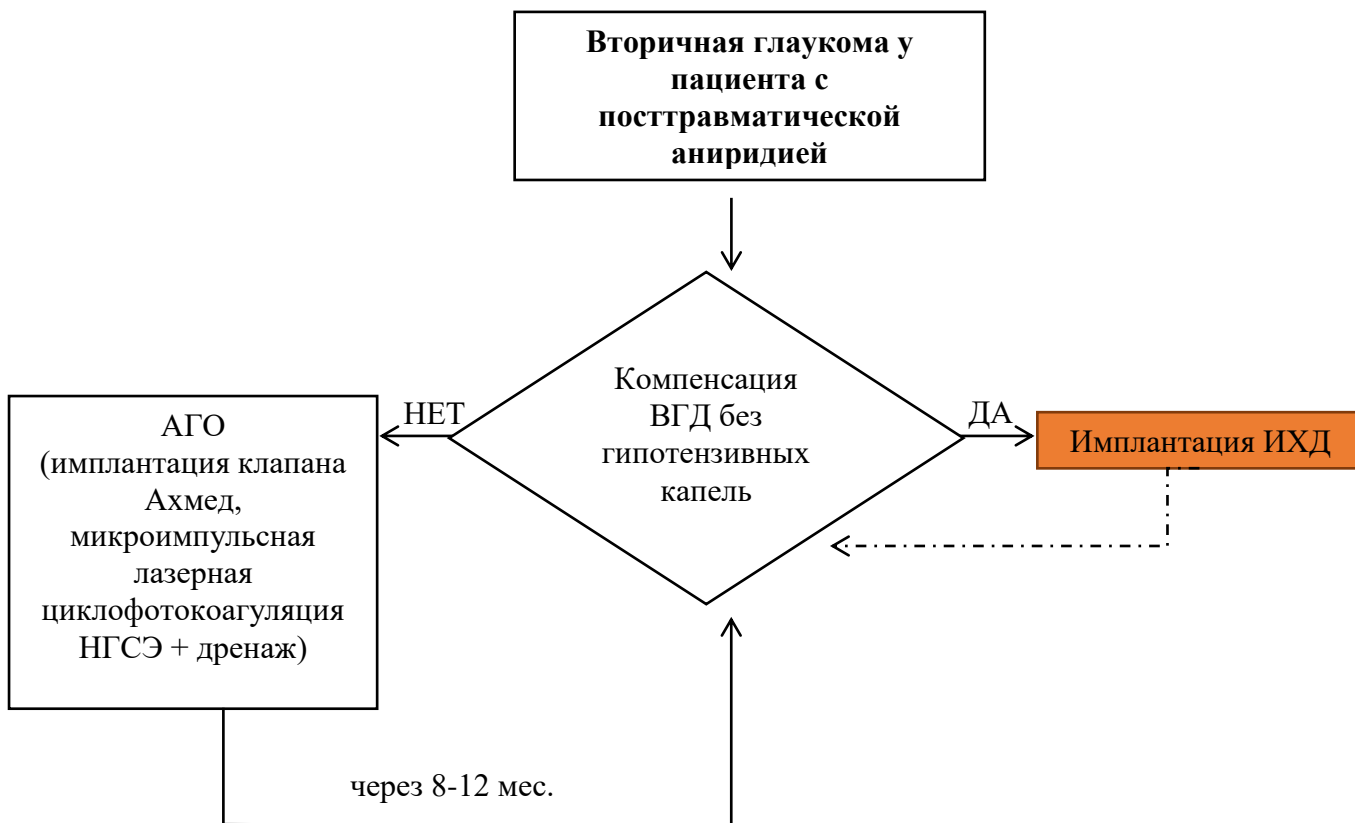 Вторичная глаукома у
пациента с
посттравматической
аниридией
Компенсация
ВГД без
гипотензивных
капель
НЕТ
ДА
АГО
(имплантация клапана
Ахмед,
микроимпульсная
лазерная
циклофотокоагуляция
НГСЭ + дренаж)
Имплантация ИХД
через 8-12 мес.